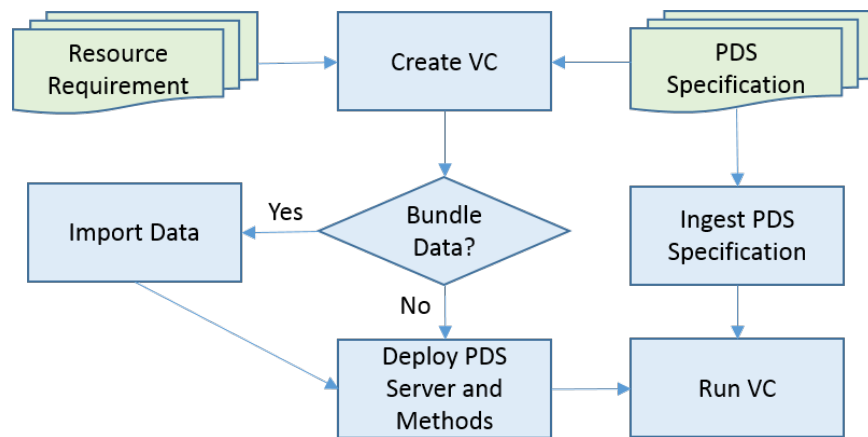 Resource
Requirement
Create VC
PDS
Specification
Import Data
Yes
Bundle
Data?
Ingest PDS
Specification
No
Deploy PDS
Server and
Methods
Run VC